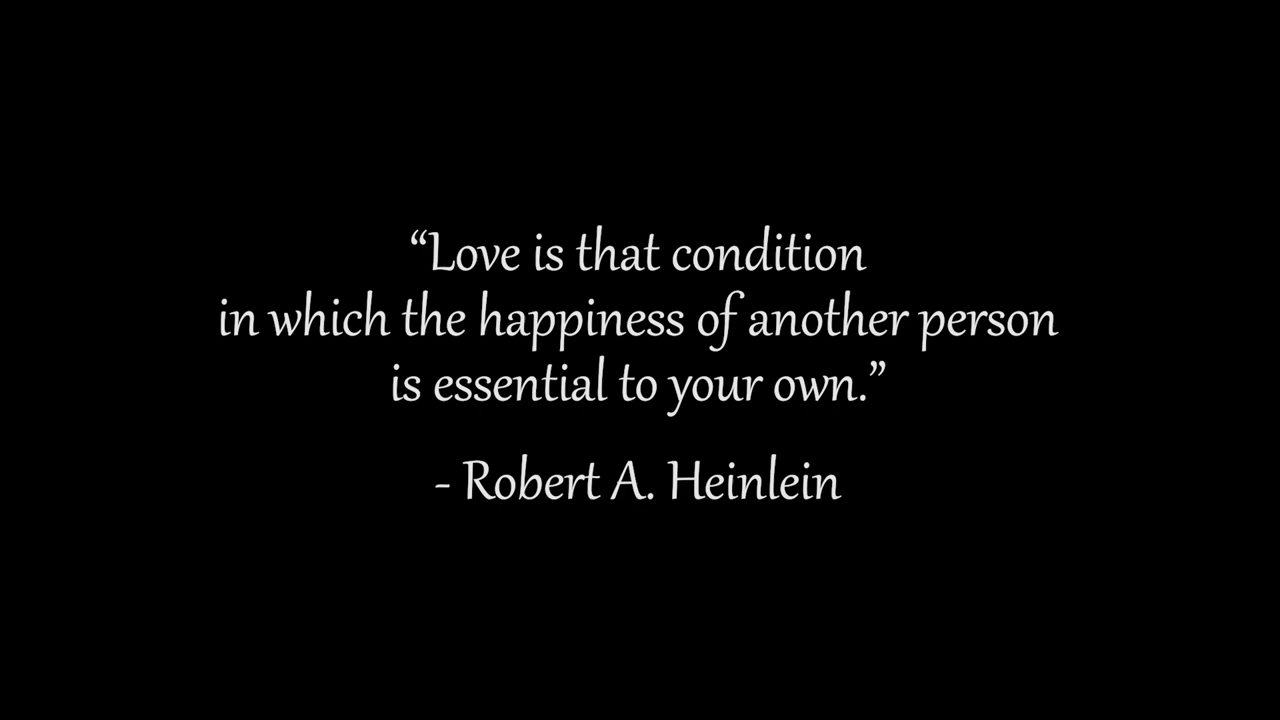 “Love is that condition
in which the happiness of another person
is essential to your own.”
- Robert A. Heinlein